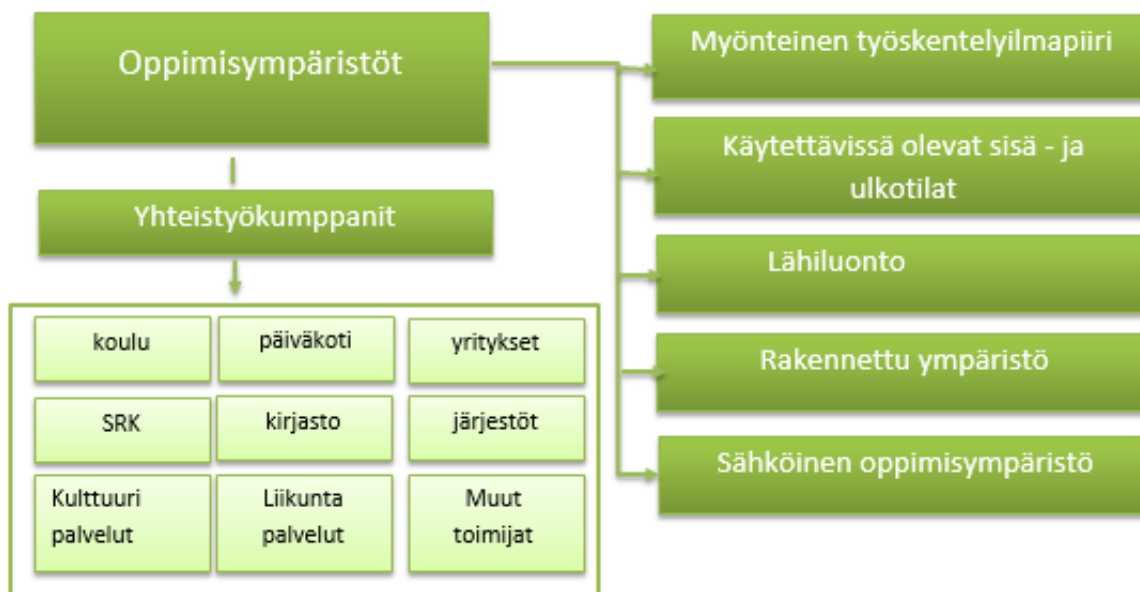 Oppimisympäristöt
Yhteistyökumppanit
koulu
päiväkoti
yritykset
SRK
kirjasto
järjestöt
Kulttuuri
palvelut
Liikunta
palvelut
Muut
toimijat
Myönteinen työskentelyilmapiiri
Käytettävissä olevat sisä - ja
ulkotilat
Lähiluonto
Rakennettu ympäristö
Sähköinen oppimisympäristö